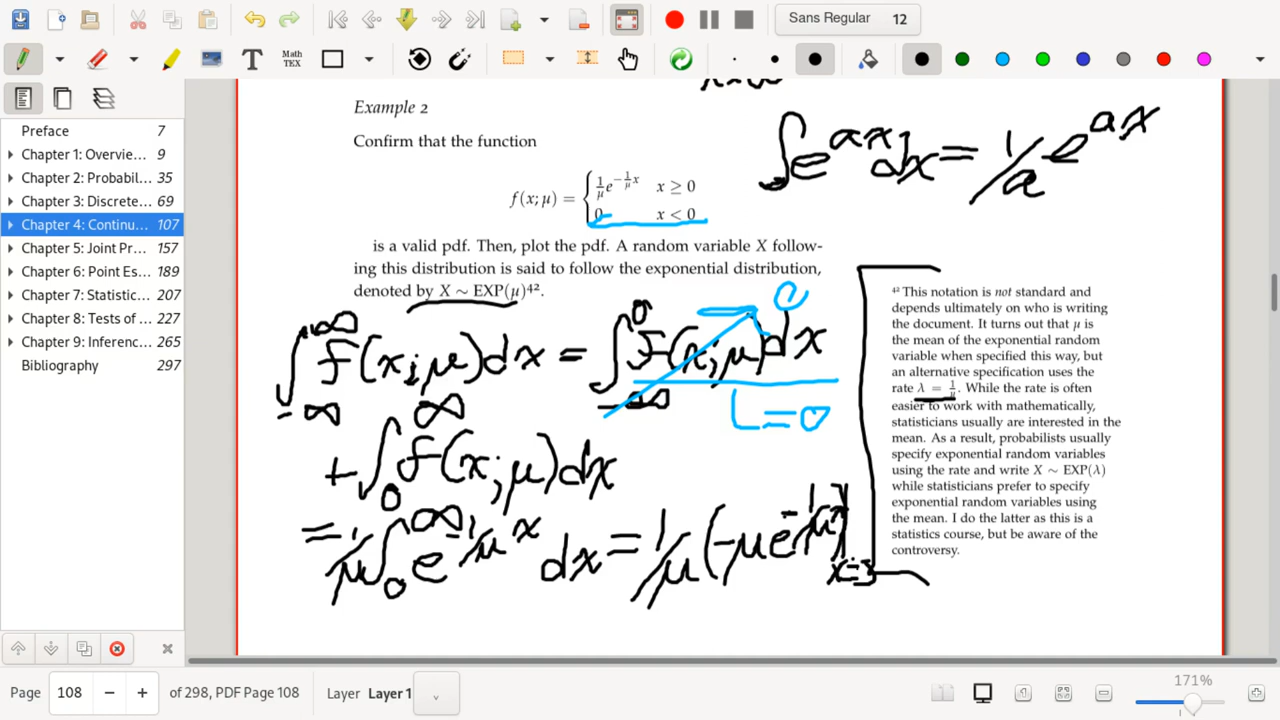 Sans Regular 12
Math
TEX
Preface 7
Chapter 1: Overvie... 9
Chapter 2: Probabil... 35
Chapter 3: Discrete... 69
Chapter 4: Continu... 107
Chapter 5: Joint Pr... 157
Chapter 6: Point Es... 189
Chapter 7: Statistic... 207
Chapter 8: Tests of ... 227
Chapter 9: Inferenc... 265
Bibliography 297
Example 2
Confirm that the function
f(x; μ) = { 1/μ e^{-1/μ x} x ≥ 0
0 x < 0
is a valid pdf. Then, plot the pdf. A random variable X follow-
ing this distribution is said to follow the exponential distribution,
denoted by X ∼ EXP(μ)⁴².
∫e^{ax}dx = 1/a e^{ax}
∫_{-∞}^{∞} f(x;μ)dx = ∫_{-∞}^{0} f(x;μ)dx
0
= 0
+ ∫_0^∞ f(x;μ)dx
= 1/μ ∫_0^∞ e^{-1/μ x} dx = 1/μ (-μe^{-1/μ x})
x=
⁴² This notation is not standard and
depends ultimately on who is writing
the document. It turns out that μ is
the mean of the exponential random
variable when specified this way, but
an alternative specification uses the
rate λ = 1/μ. While the rate is often
easier to work with mathematically,
statisticians usually are interested in the
mean. As a result, probabilists usually
specify exponential random variables
using the rate and write X ∼ EXP(λ)
while statisticians prefer to specify
exponential random variables using
the mean. I do the latter as this is a
statistics course, but be aware of the
controversy.
Page 108 of 298, PDF Page 108 Layer Layer 1 171%